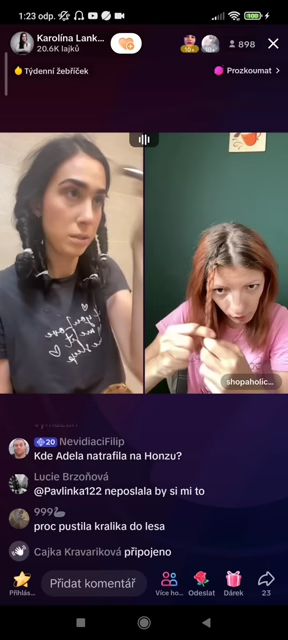 1:23 odp.
Karolína Lank...
20.6K lajků
10+
10+
898
Týdenní žebříček
Prozkoumat >
shopaholic...
20 NevidiaciFilip
Kde Adela natrafila na Honzu?
Lucie Brzoňová
@Pavlinka122 neposlala by si mi to
999
proc pustila kralika do lesa
Cajka Kravariková připojeno
Přihlás...
Přidat komentář
Více ho...
Odeslat
Dárek
23